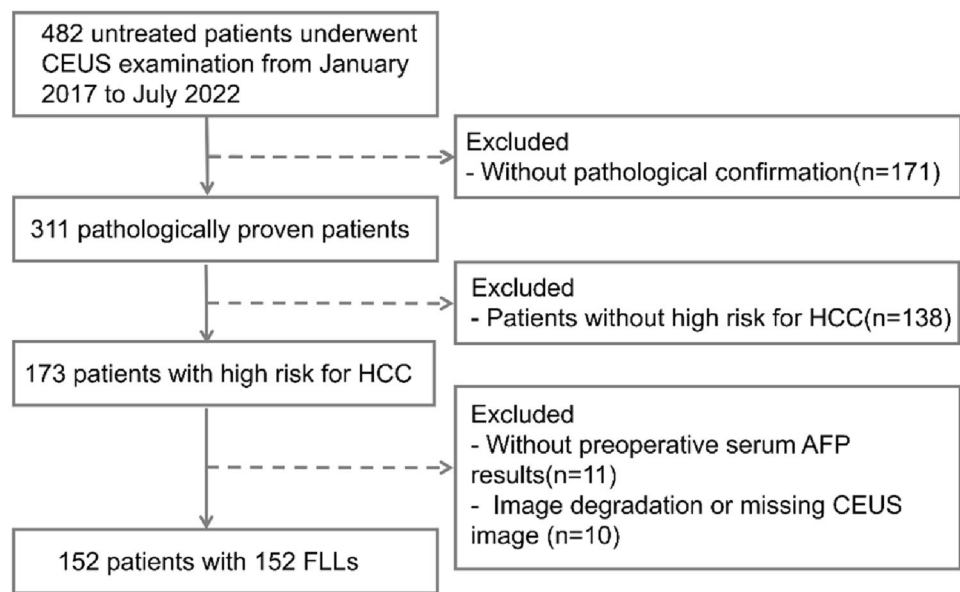 482 untreated patients underwent
CEUS examination from January
2017 to July 2022
Excluded
- Without pathological confirmation(n=171)
311 pathologically proven patients
Excluded
- Patients without high risk for HCC(n=138)
173 patients with high risk for HCC
Excluded
- Without preoperative serum AFP
results(n=11)
- Image degradation or missing CEUS
image (n=10)
152 patients with 152 FLLs